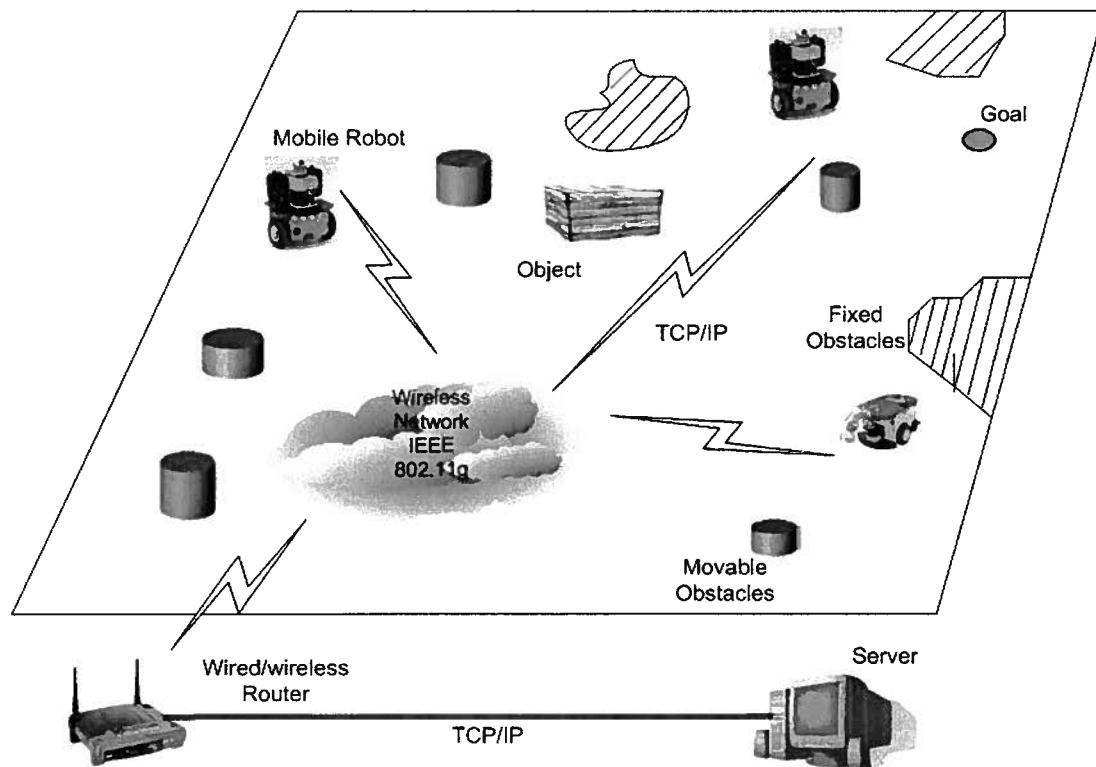 Goal
Mobile Robot
Object
Fixed
Obstacles
TCP/IP
Wireless
Network
IEEE
802.11g
Movable
Obstacles
Wired/wireless
Router
Server
TCP/IP